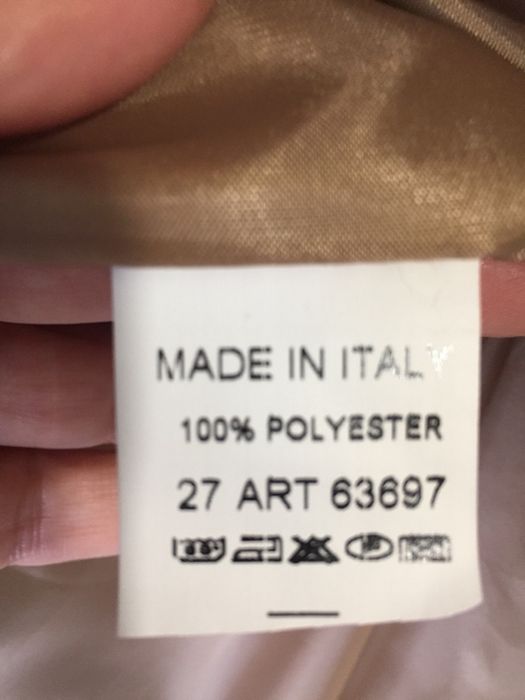 MADE IN ITALY
100% POLYESTER
27 ART 63697